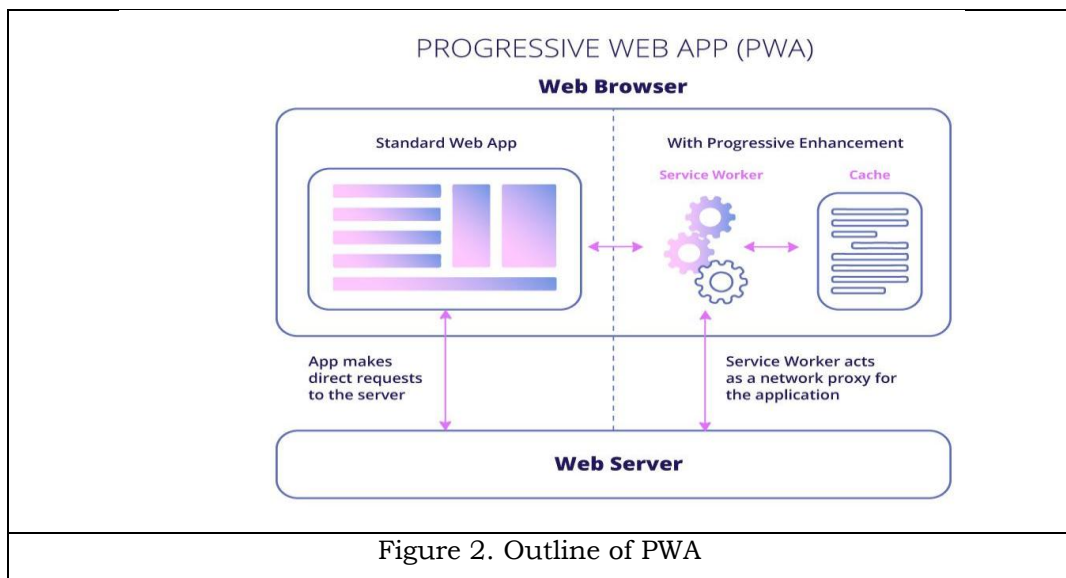 PROGRESSIVE WEB APP (PWA)
Web Browser
Standard Web App
With Progressive Enhancement
Service Worker
Cache
App makes
direct requests
to the server
Service Worker acts
as a network proxy for
the application
Web Server
Figure 2. Outline of PWA